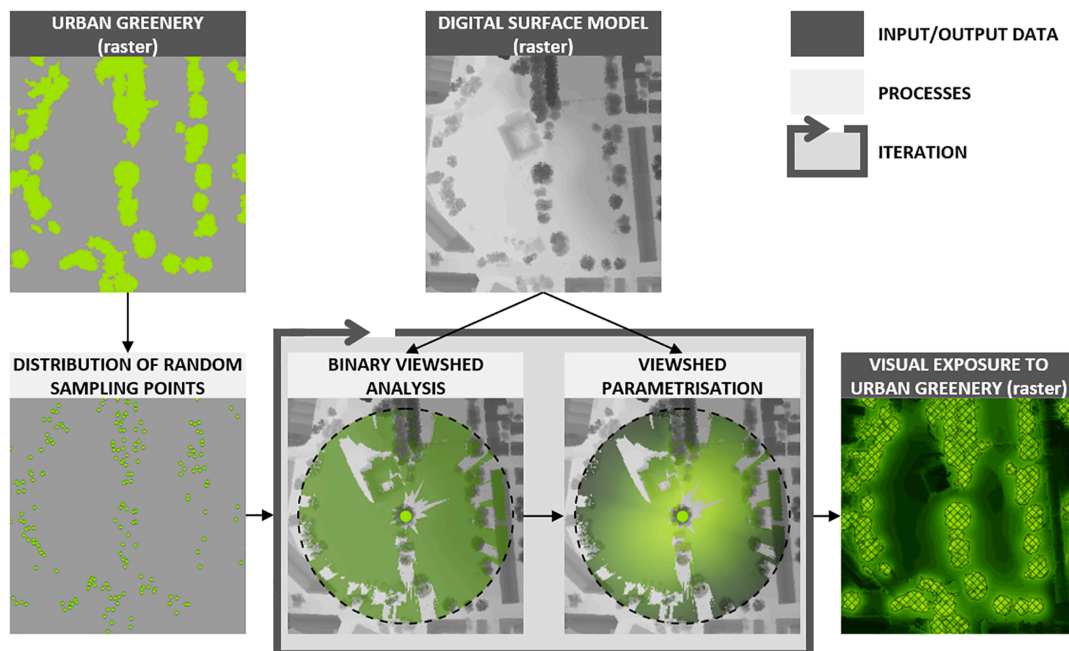 URBAN GREENERY
(raster)
DIGITAL SURFACE MODEL
(raster)
INPUT/OUTPUT DATA
PROCESSES
ITERATION
DISTRIBUTION OF RANDOM
SAMPLING POINTS
BINARY VIEWSHED
ANALYSIS
VIEWSHED
PARAMETRISATION
VISUAL EXPOSURE TO
URBAN GREENERY (raster)